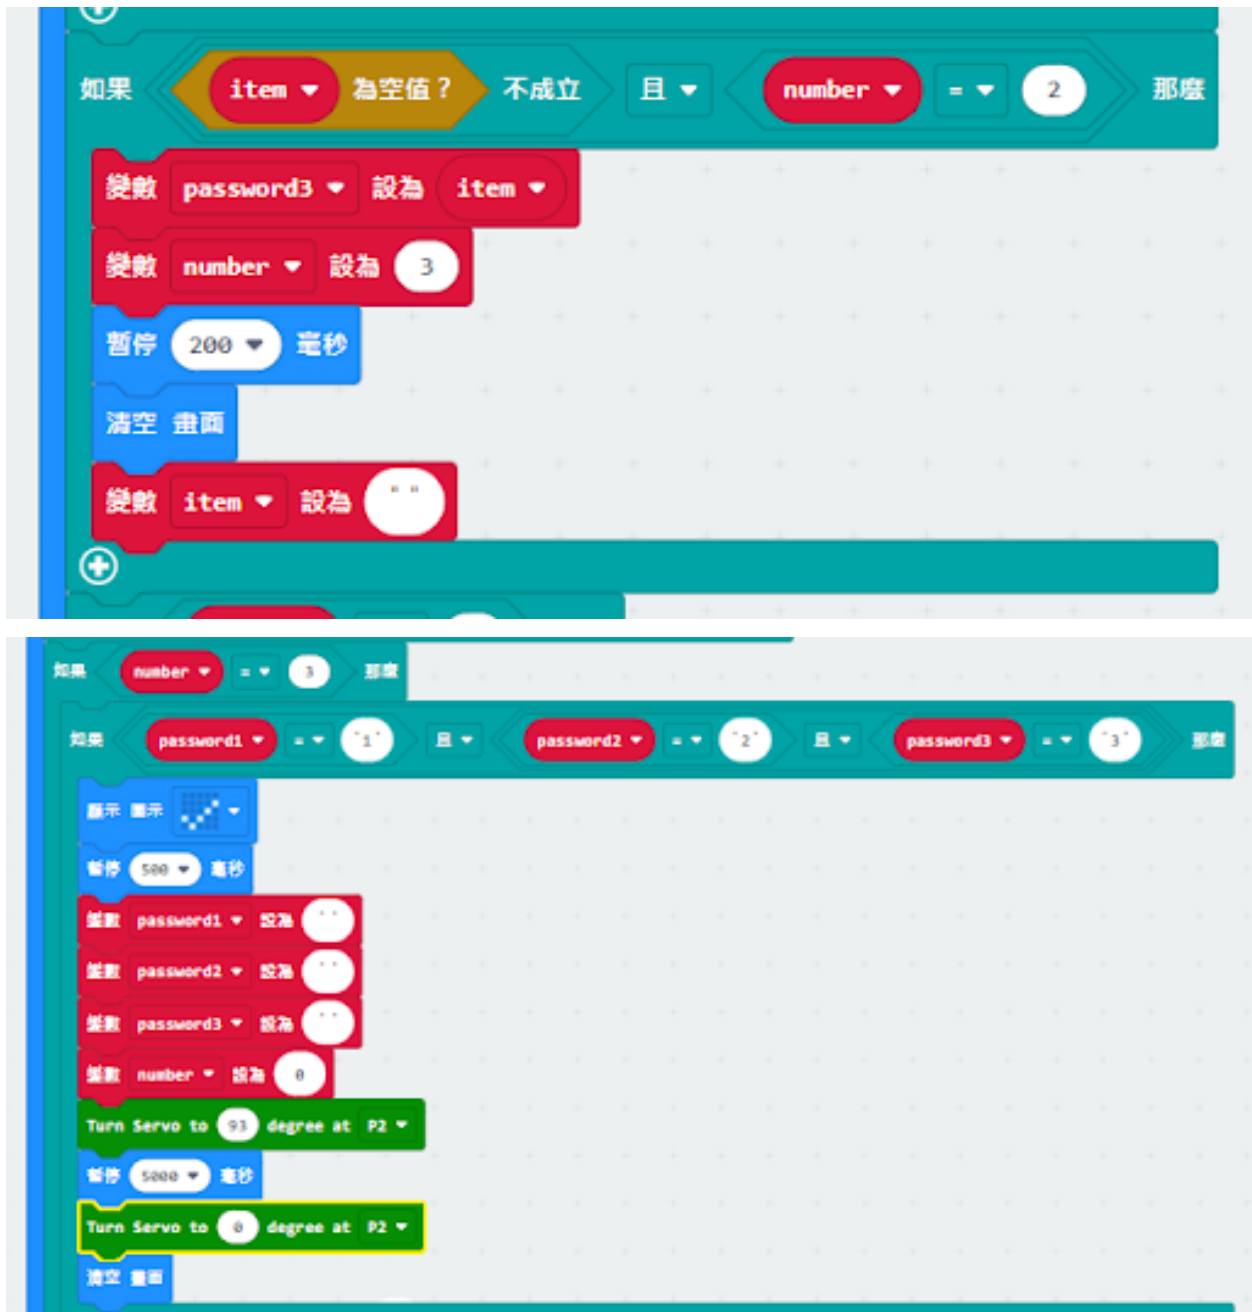 如果 item 為空值？ 不成立 且 number = 2 那麼
變數 password3 設為 item
變數 number 設為 3
暫停 200 毫秒
清空 畫面
變數 item 設為 " "
如果 number = 3 那麼
如果 password1 = "1" 且 password2 = "2" 且 password3 = "3" 那麼
顯示 圖示
暫停 500 毫秒
變數 password1 設為 " "
變數 password2 設為 " "
變數 password3 設為 " "
變數 number 設為 0
Turn Servo to 93 degree at P2
暫停 5000 毫秒
Turn Servo to 0 degree at P2
清空 畫面